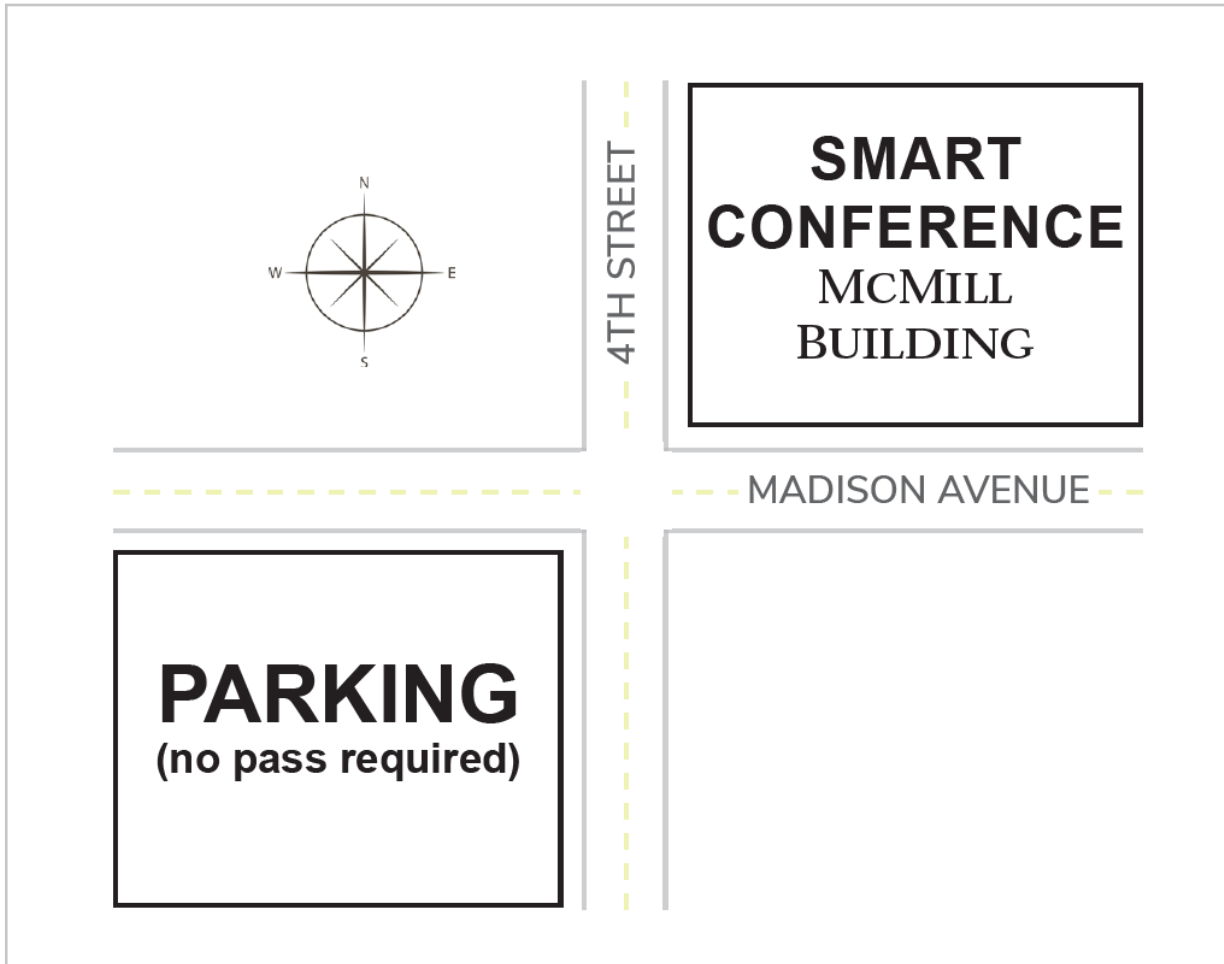 SMART
CONFERENCE
MCMILL
BUILDING
4TH STREET
N
W
E
S
MADISON AVENUE
PARKING
(no pass required)